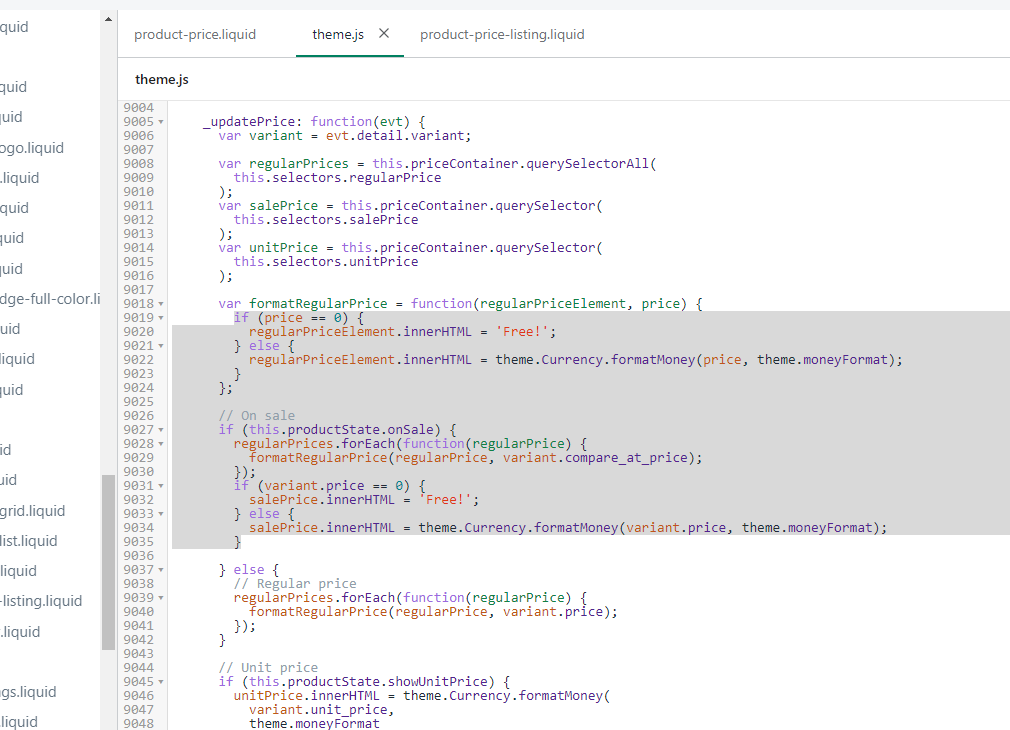 quid
product-price.liquid
theme.js ×
product-price-listing.liquid
theme.js
quid
uid
ogo.liquid
.liquid
quid
quid
uid
dge-full-color.li
uid
liquid
quid
id
uid
grid.liquid
list.liquid
liquid
-listing.liquid
.liquid
gs.liquid
liquid
9004
9005 _updatePrice: function(evt) {
9006 var variant = evt.detail.variant;
9007
9008 var regularPrices = this.priceContainer.querySelectorAll(
9009 this.selectors.regularPrice
9010 );
9011 var salePrice = this.priceContainer.querySelector(
9012 this.selectors.salePrice
9013 );
9014 var unitPrice = this.priceContainer.querySelector(
9015 this.selectors.unitPrice
9016 );
9017
9018 var formatRegularPrice = function(regularPriceElement, price) {
9019 if (price == 0) {
9020 regularPriceElement.innerHTML = 'Free!';
9021 } else {
9022 regularPriceElement.innerHTML = theme.Currency.formatMoney(price, theme.moneyFormat);
9023 }
9024 };
9025
9026 // On sale
9027 if (this.productState.onSale) {
9028 regularPrices.forEach(function(regularPrice) {
9029 formatRegularPrice(regularPrice, variant.compare_at_price);
9030 });
9031 if (variant.price == 0) {
9032 salePrice.innerHTML = 'Free!';
9033 } else {
9034 salePrice.innerHTML = theme.Currency.formatMoney(variant.price, theme.moneyFormat);
9035 }
9036
9037 } else {
9038 // Regular price
9039 regularPrices.forEach(function(regularPrice) {
9040 formatRegularPrice(regularPrice, variant.price);
9041 });
9042 }
9043
9044 // Unit price
9045 if (this.productState.showUnitPrice) {
9046 unitPrice.innerHTML = theme.Currency.formatMoney(
9047 variant.unit_price,
9048 theme.moneyFormat